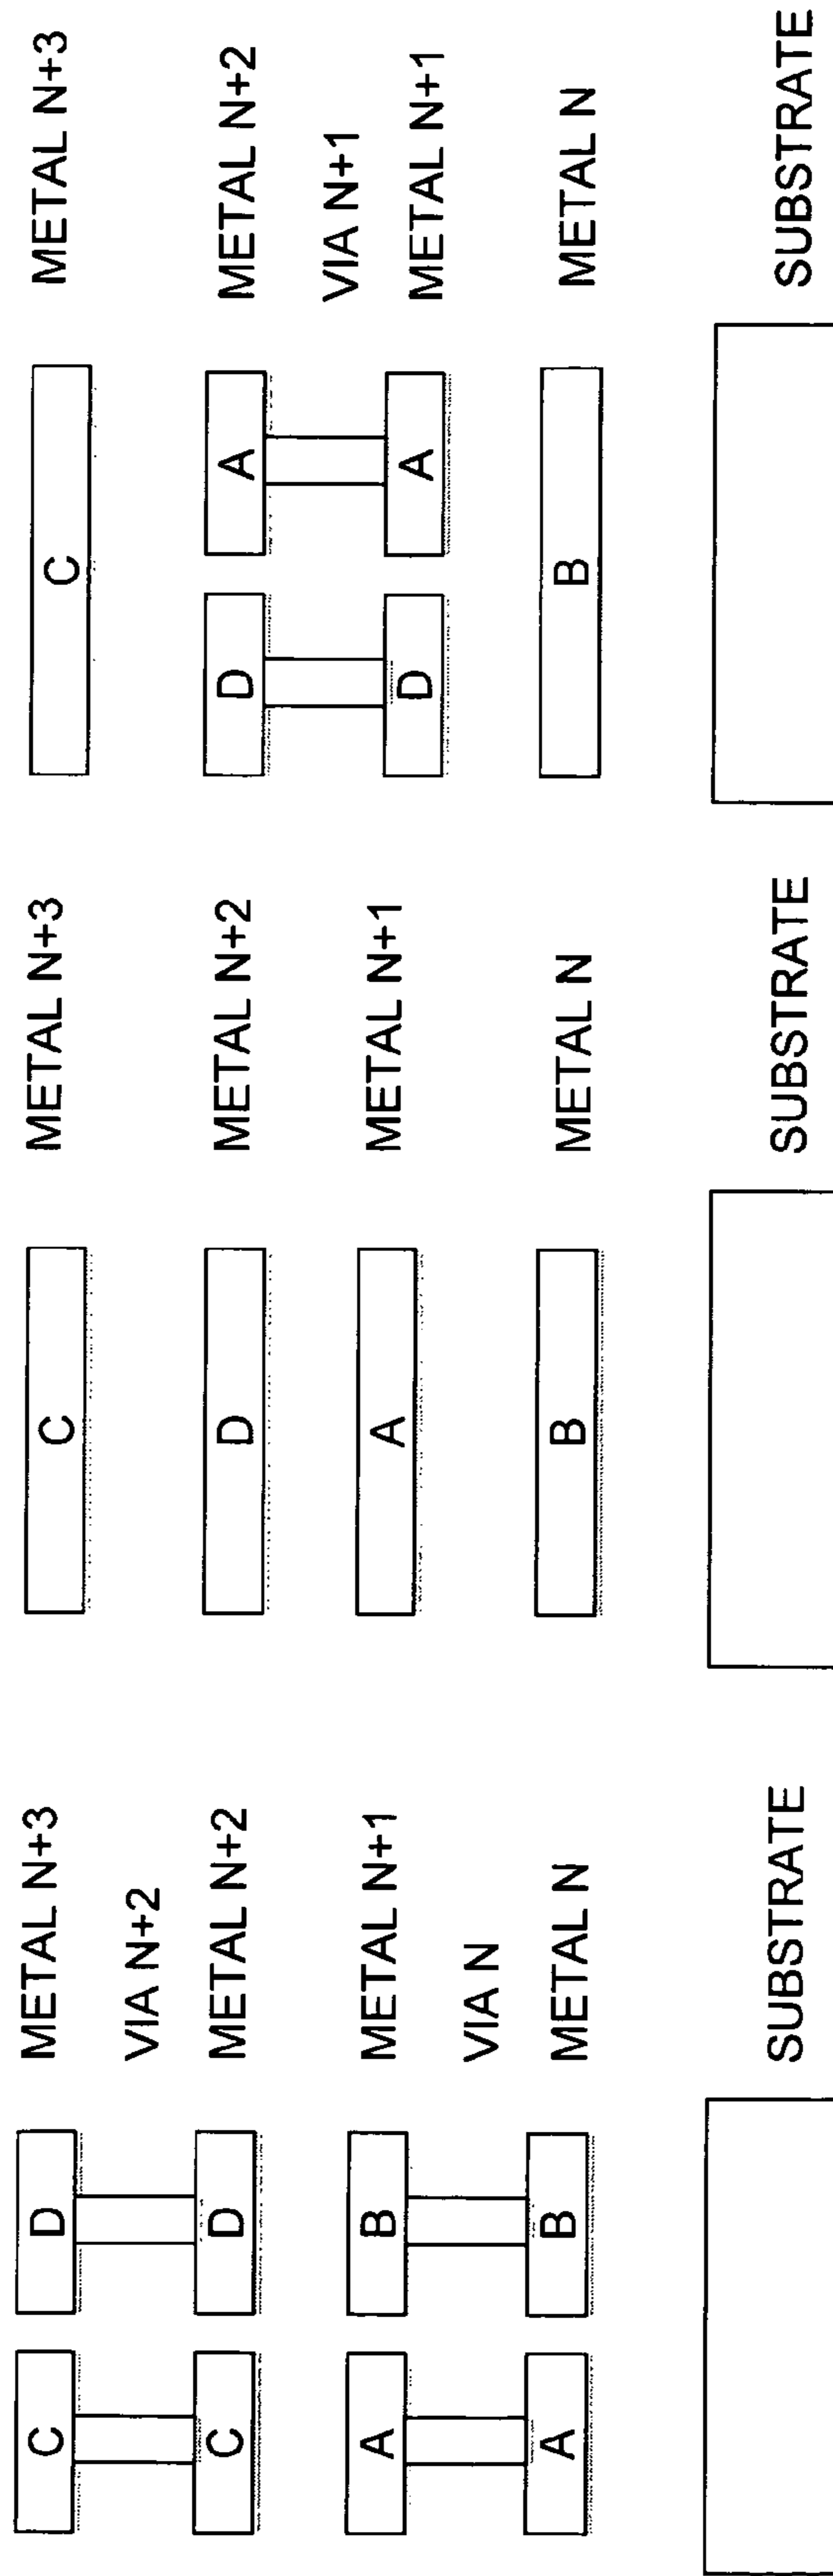 C D METAL N+3
VIA N+2
C D METAL N+2
A B METAL N+1
VIA N
A B METAL N
SUBSTRATE
C METAL N+3
D METAL N+2
A METAL N+1
B METAL N
SUBSTRATE
C METAL N+3
D A METAL N+2
VIA N+1
D A METAL N+1
B METAL N
SUBSTRATE